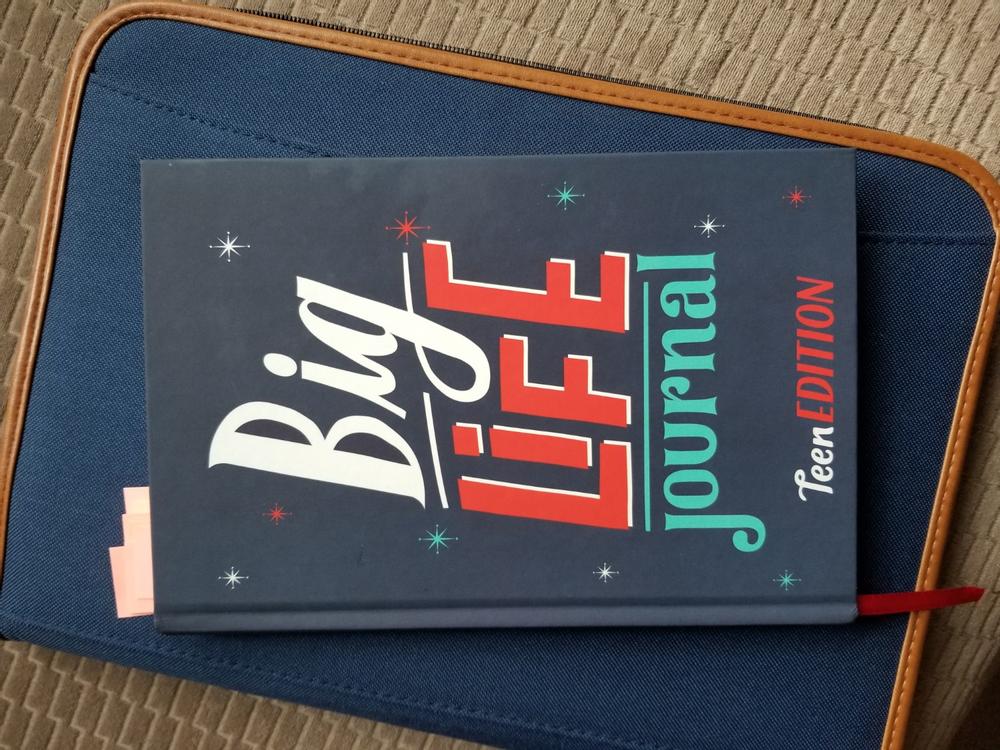 Big
LiFE
journal
Teen EDITION